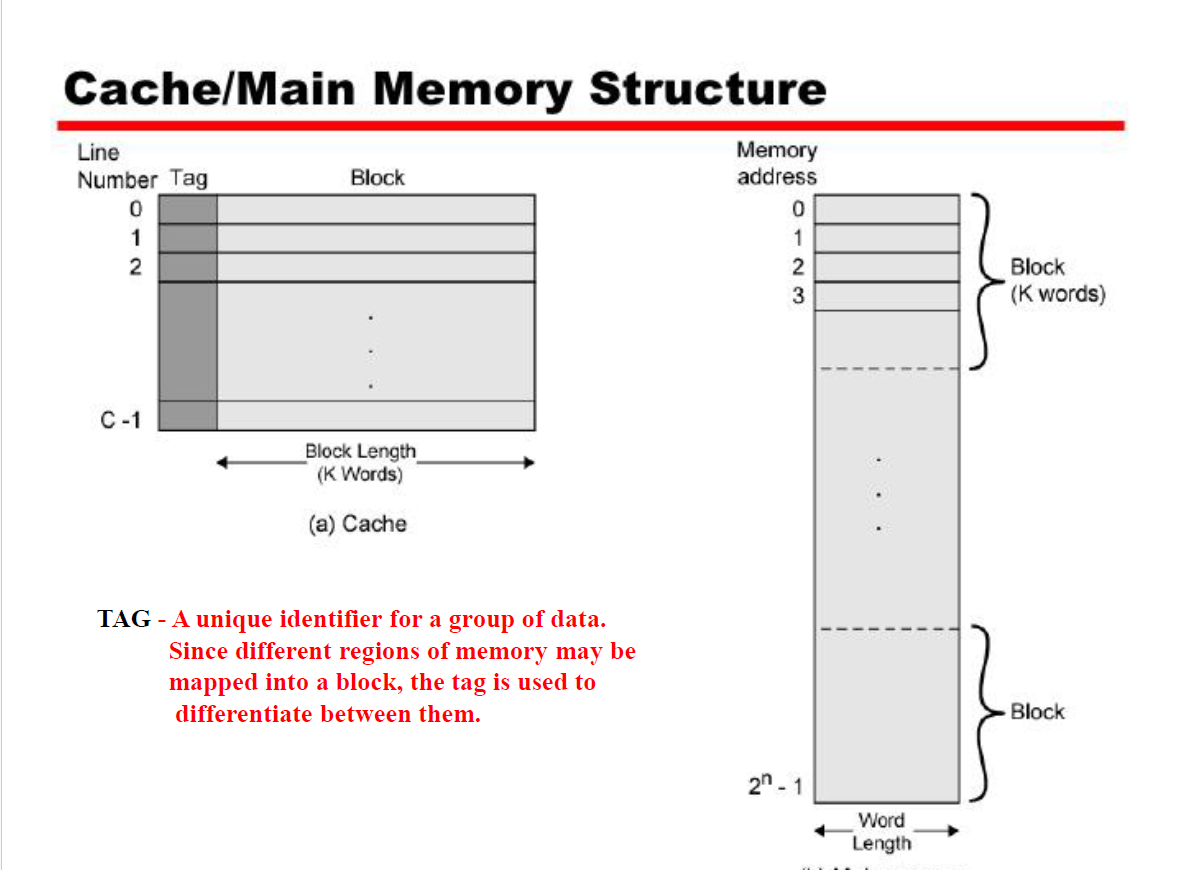 Cache/Main Memory Structure
Line
Number Tag
Block
0
1
2
C -1
Block Length
(K Words)
(a) Cache
TAG - A unique identifier for a group of data.
Since different regions of memory may be
mapped into a block, the tag is used to
differentiate between them.
Memory
address
0
1
2
3
Block
(K words)
Block
2ⁿ - 1
Word
Length